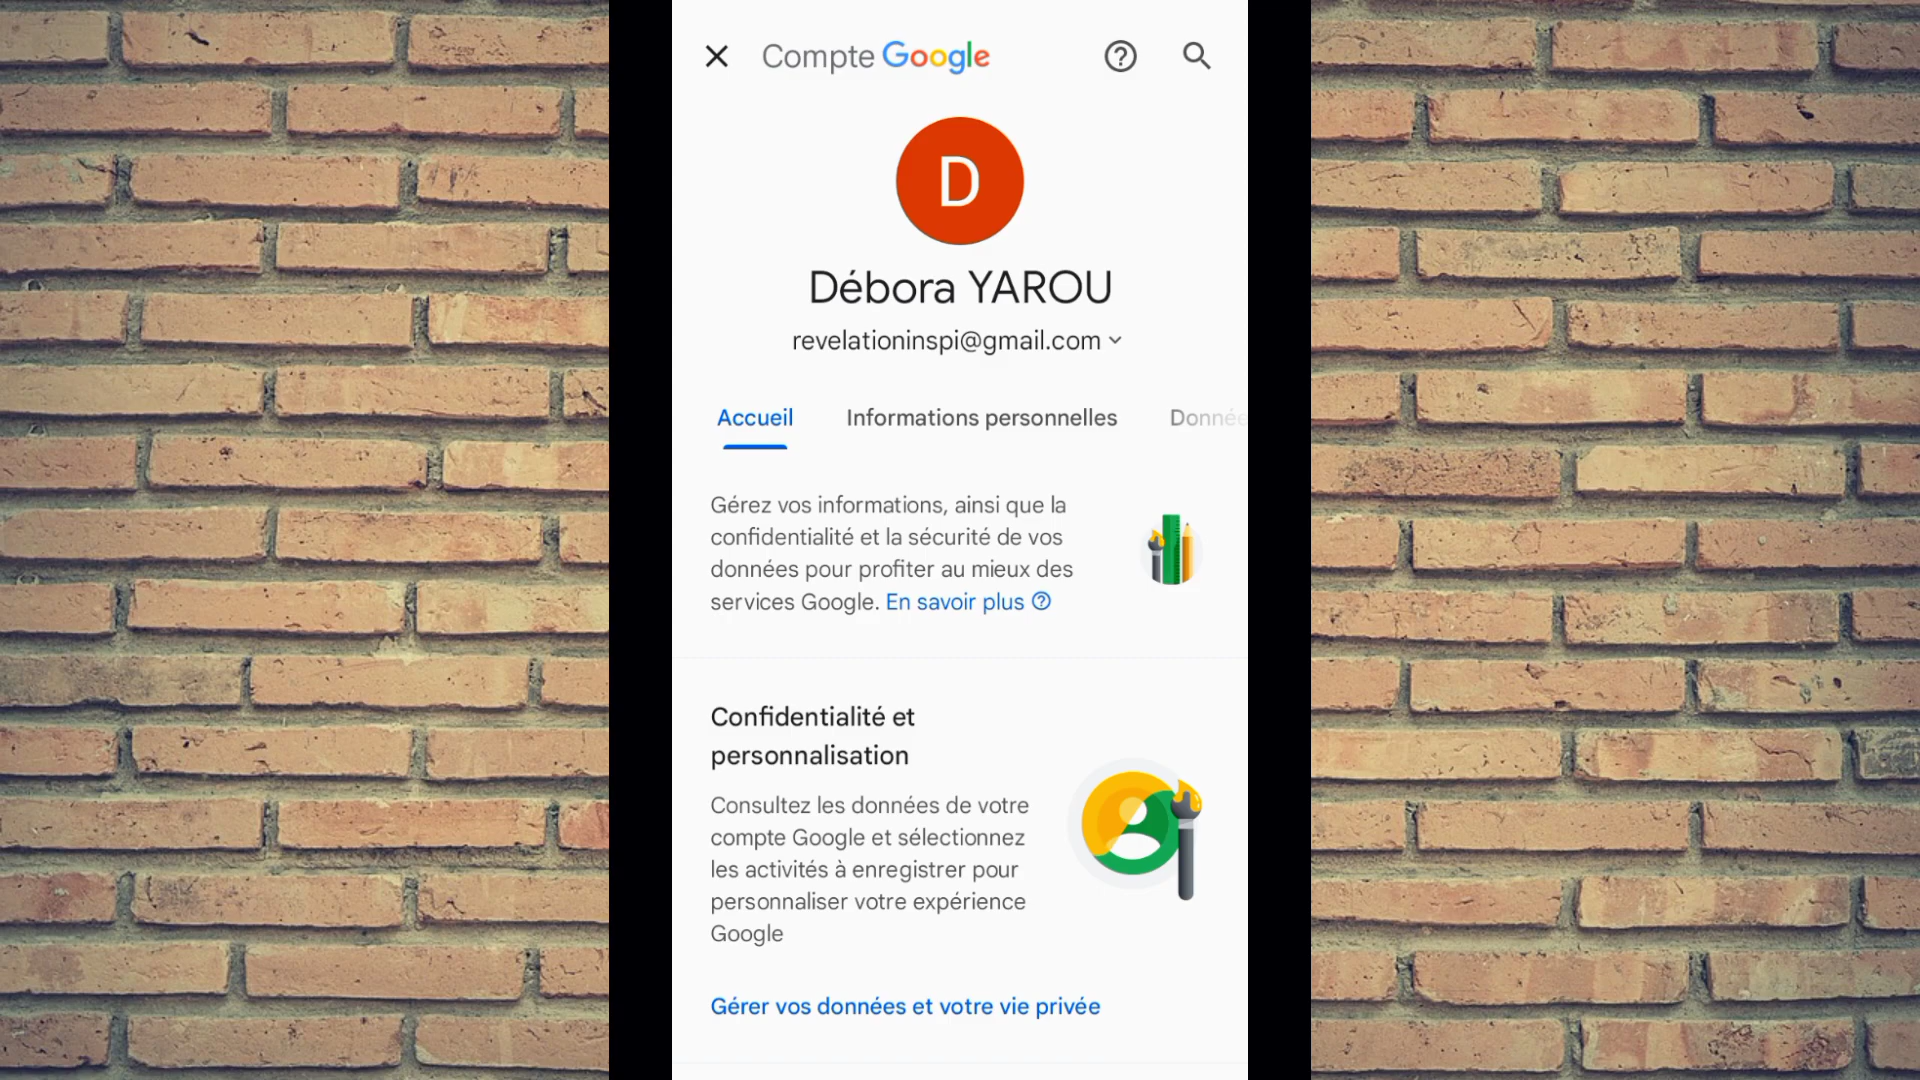 Compte Google
D
Débora YAROU
revelationinspi@gmail.com
Accueil Informations personnelles Donnée
Gérez vos informations, ainsi que la
confidentialité et la sécurité de vos
données pour profiter au mieux des
services Google. En savoir plus
Confidentialité et
personnalisation
Consultez les données de votre
compte Google et sélectionnez
les activités à enregistrer pour
personnaliser votre expérience
Google
Gérer vos données et votre vie privée